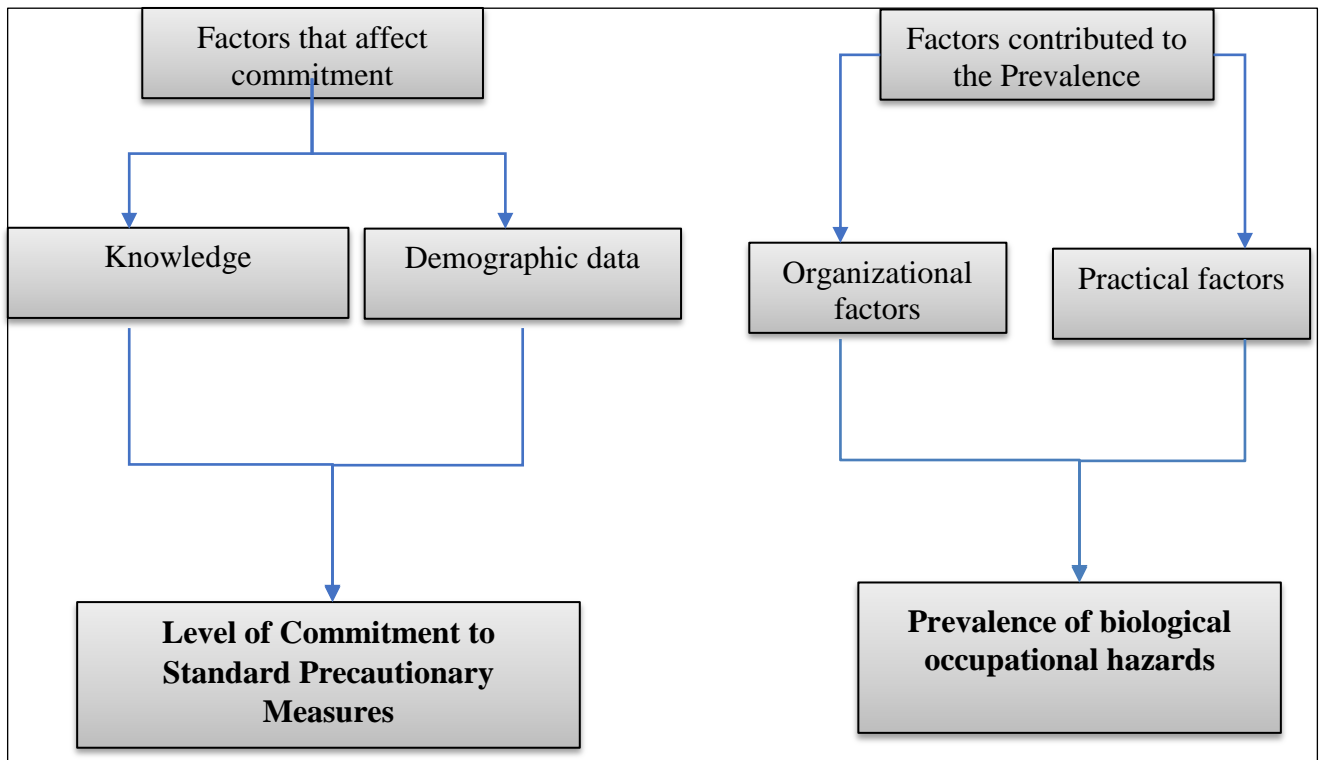 Factors that affect
commitment
Factors contributed to
the Prevalence
Knowledge
Demographic data
Organizational
factors
Practical factors
Level of Commitment to
Standard Precautionary
Measures
Prevalence of biological
occupational hazards